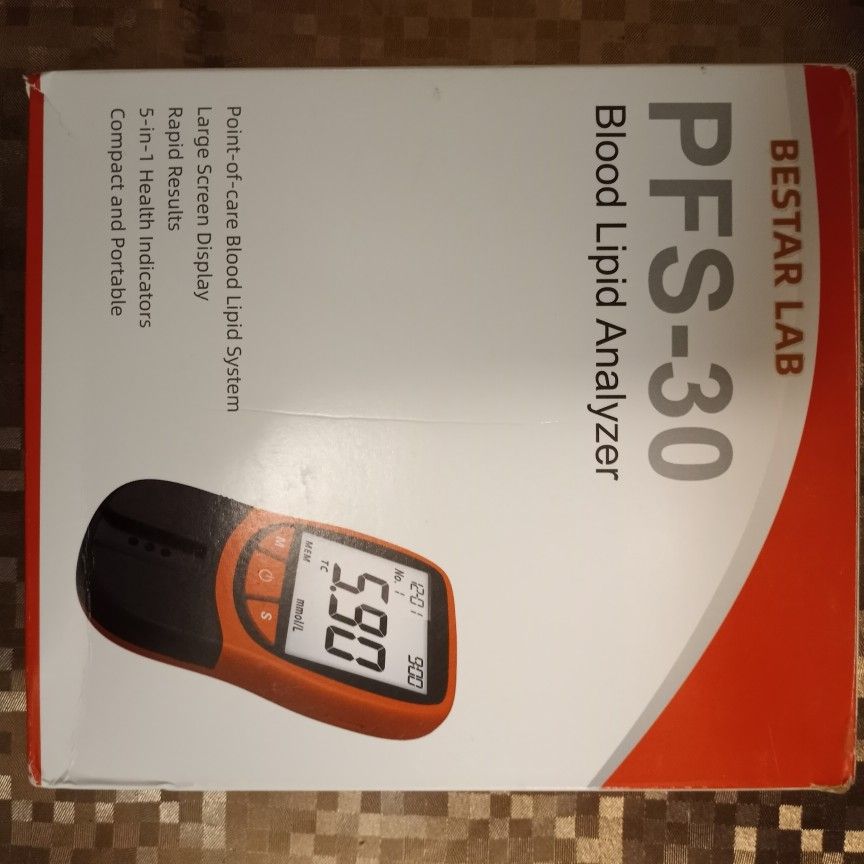 BESTAR LAB
PFS-30
Blood Lipid Analyzer
Point-of-care Blood Lipid System
Large Screen Display
Rapid Results
5-in-1 Health Indicators
Compact and Portable
12-01 9:00
No. 1
5.90
TC
MEM mmol/L
M S